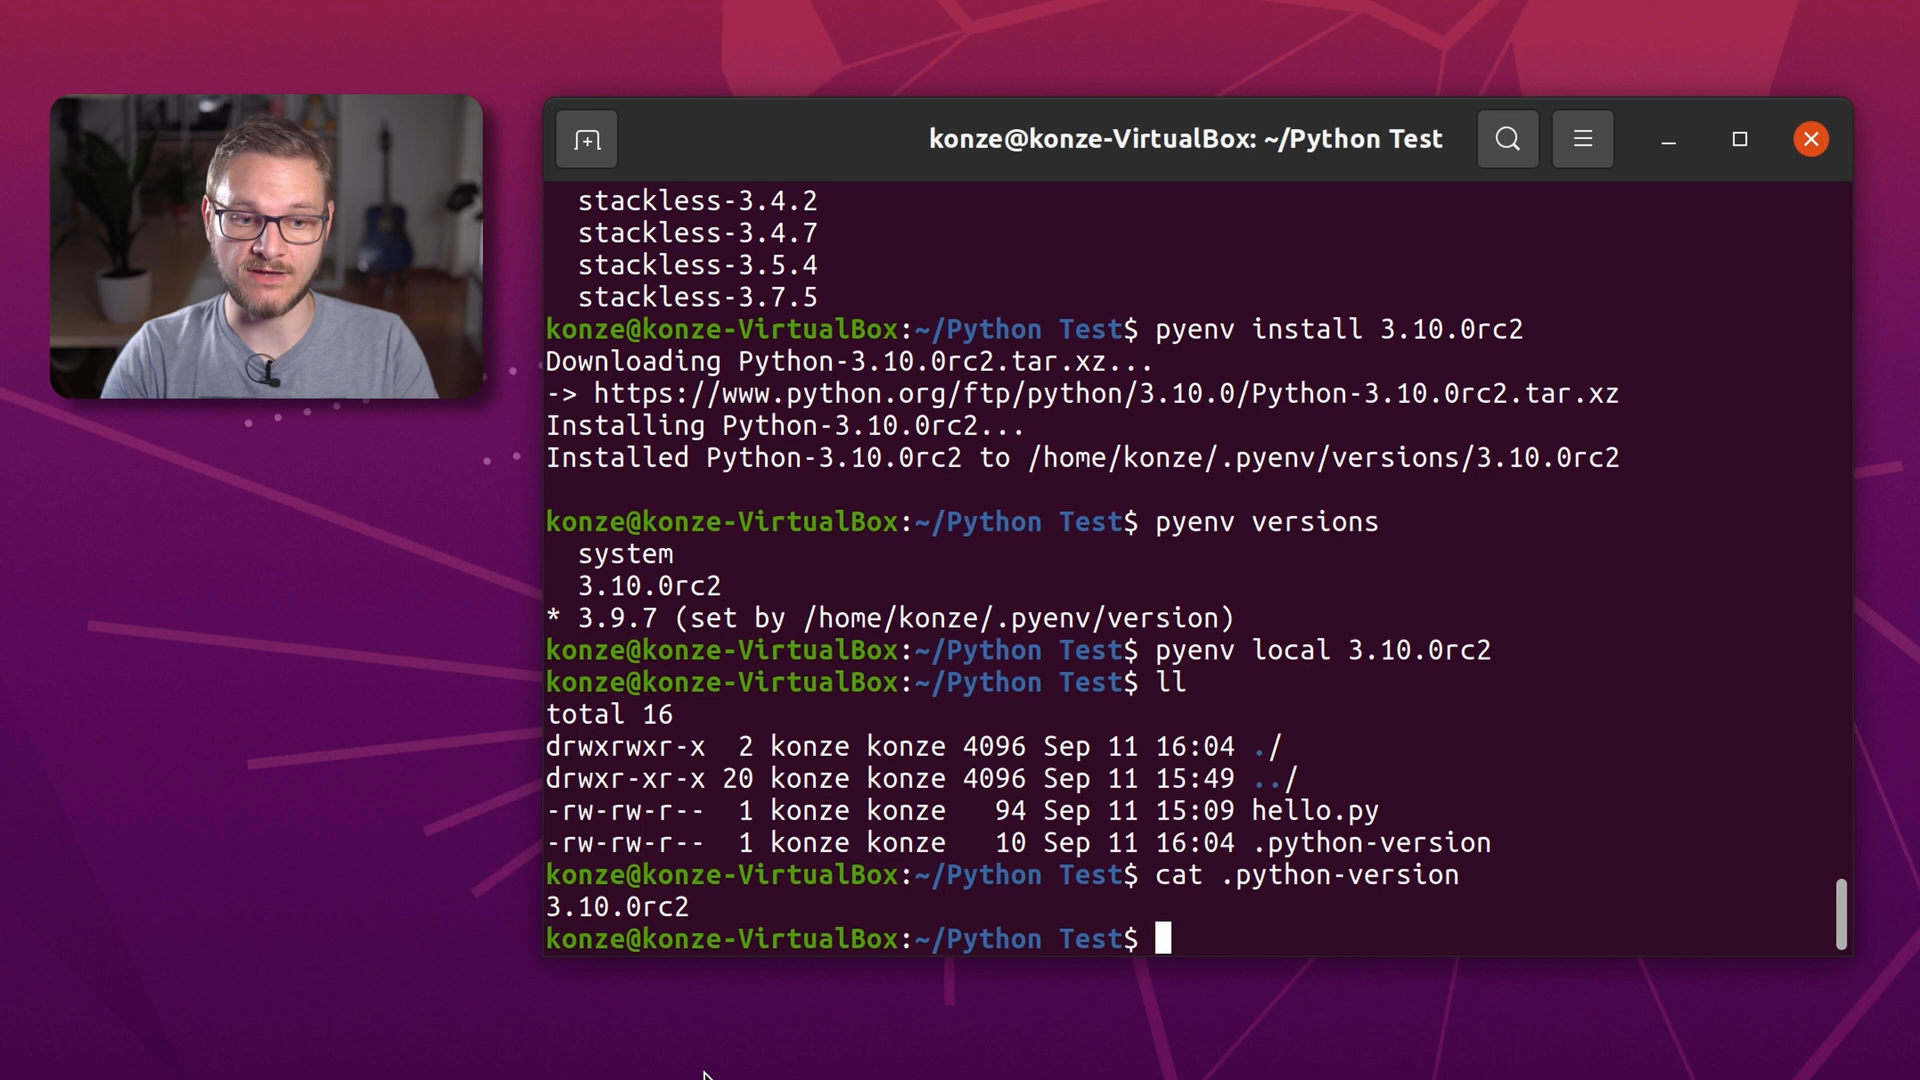 konze@konze-VirtualBox: ~/Python Test
stackless-3.4.2
stackless-3.4.7
stackless-3.5.4
stackless-3.7.5
konze@konze-VirtualBox:~/Python Test$ pyenv install 3.10.0rc2
Downloading Python-3.10.0rc2.tar.xz...
-> https://www.python.org/ftp/python/3.10.0/Python-3.10.0rc2.tar.xz
Installing Python-3.10.0rc2...
Installed Python-3.10.0rc2 to /home/konze/.pyenv/versions/3.10.0rc2
konze@konze-VirtualBox:~/Python Test$ pyenv versions
system
3.10.0rc2
* 3.9.7 (set by /home/konze/.pyenv/version)
konze@konze-VirtualBox:~/Python Test$ pyenv local 3.10.0rc2
konze@konze-VirtualBox:~/Python Test$ ll
total 16
drwxrwxr-x  2 konze konze 4096 Sep 11 16:04 ./
drwxr-xr-x 20 konze konze 4096 Sep 11 15:49 ../
-rw-rw-r--  1 konze konze   94 Sep 11 15:09 hello.py
-rw-rw-r--  1 konze konze   10 Sep 11 16:04 .python-version
konze@konze-VirtualBox:~/Python Test$ cat .python-version
3.10.0rc2
konze@konze-VirtualBox:~/Python Test$